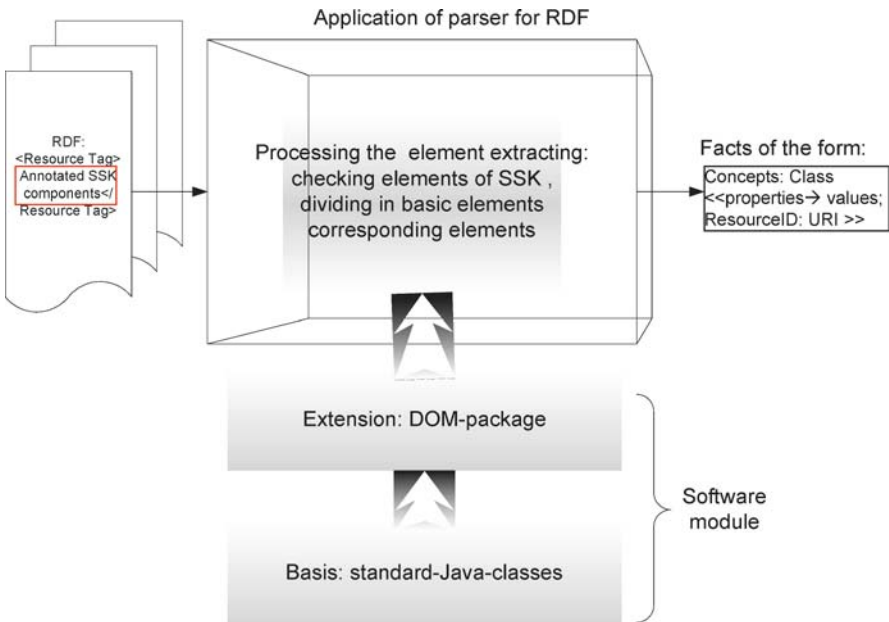 Application of parser for RDF
RDF:
<Resource Tag>
Annotated SSK
components</
Resource Tag>
Processing the element extracting:
checking elements of SSK ,
dividing in basic elements
corresponding elements
Facts of the form:
Concepts: Class
<<properties→ values;
ResourceID: URI >>
Extension: DOM-package
Software
module
Basis: standard-Java-classes